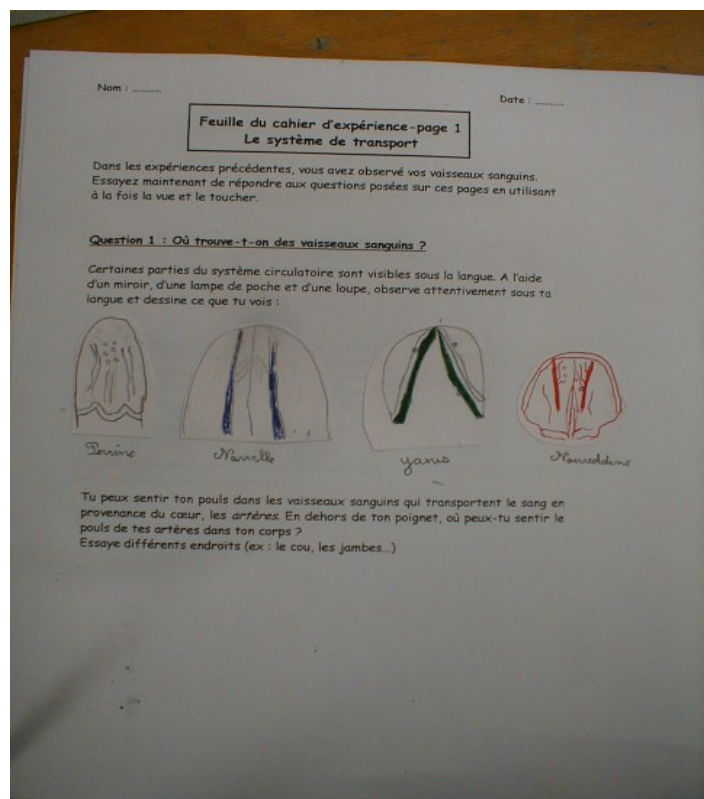 Nom : ........
Date : ........
Feuille du cahier d'expérience-page 1
Le système de transport
Dans les expériences précédentes, vous avez observé vos vaisseaux sanguins.
Essayez maintenant de répondre aux questions posées sur ces pages en utilisant
à la fois la vue et le toucher.
Question 1 : Où trouve-t-on des vaisseaux sanguins ?
Certaines parties du système circulatoire sont visibles sous la langue. A l'aide
d'un miroir, d'une lampe de poche et d'une loupe, observe attentivement sous ta
langue et dessine ce que tu vois :
Perrine
yanis
Tu peux sentir ton pouls dans les vaisseaux sanguins qui transportent le sang en
provenance du cœur, les artères. En dehors de ton poignet, où peux-tu sentir le
pouls de tes artères dans ton corps ?
Essaye différents endroits (ex : le cou, les jambes...)